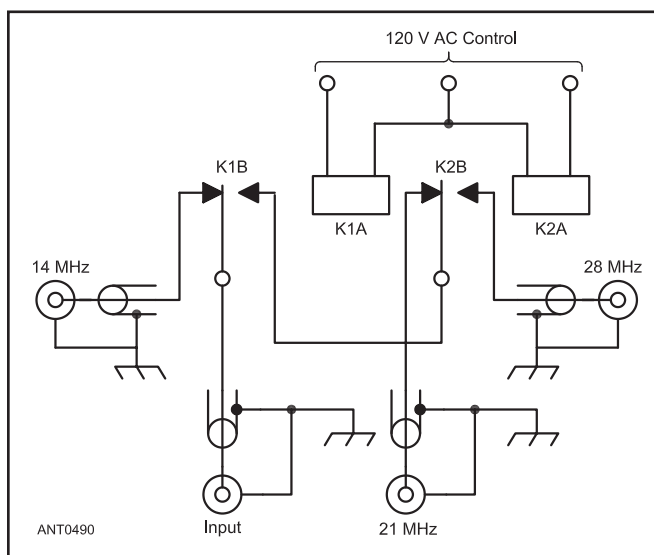 120 V AC Control
K1B
K2B
K1A
K2A
14 MHz
28 MHz
Input
21 MHz
ANT0490